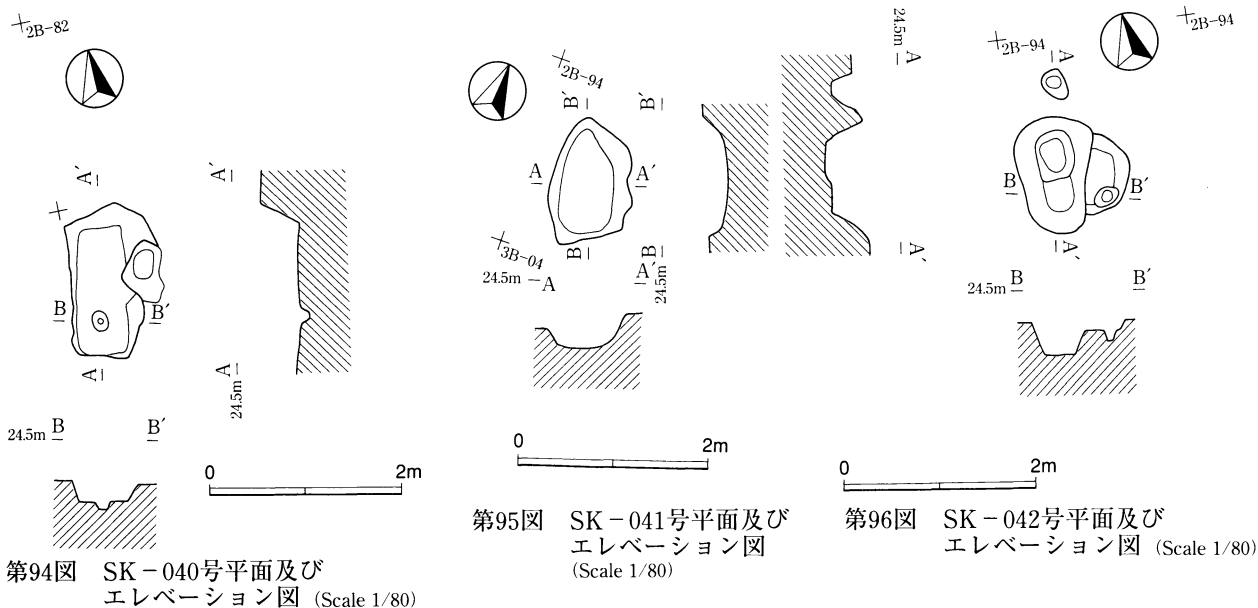 2B-82
A′
A′
B
B′
A
A
24.5m
24.5m B
B′
0
2m
第94図 SK－040号平面及び
エレベーション図 (Scale 1/80)
2B-94
B′
B′
A
A′
3B-04
B
B
24.5m A
A′
24.5m
0
2m
第95図 SK－041号平面及び
エレベーション図
(Scale 1/80)
24.5m
A
A′
2B-94
2B-94
A
B
B′
A′
24.5m B
B′
0
2m
第96図 SK－042号平面及び
エレベーション図 (Scale 1/80)